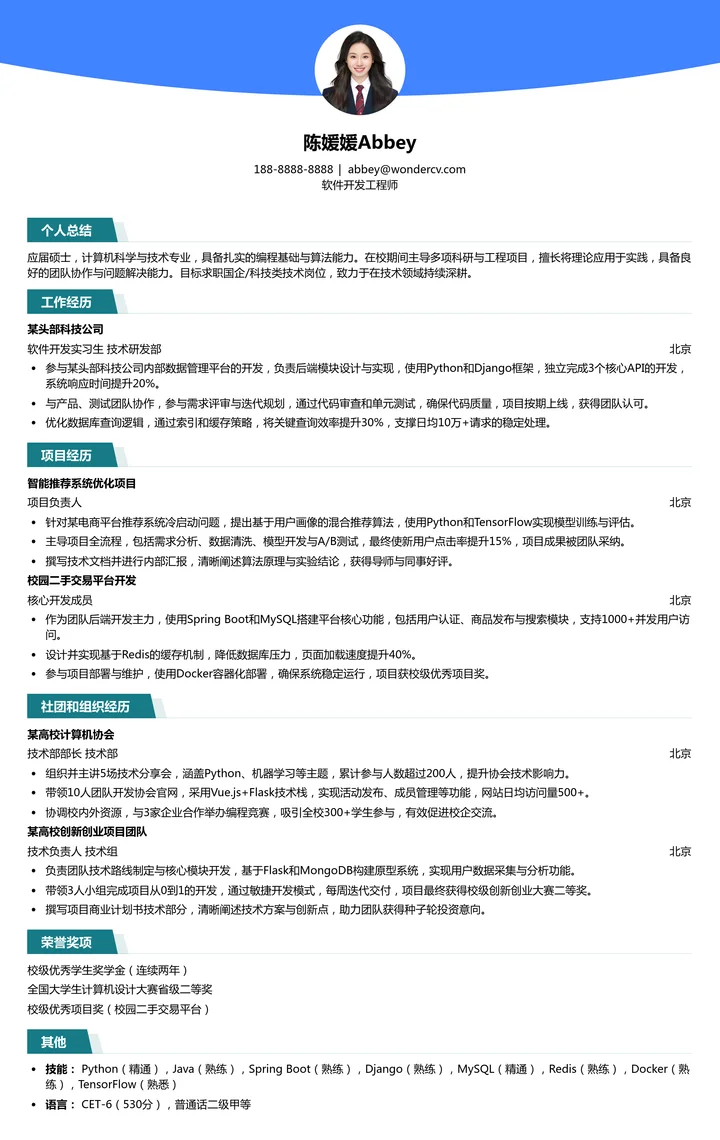 陈媛媛Abbey
188-8888-8888 | abbey@wondercv.com
软件开发工程师
个人总结
应届硕士，计算机科学与技术专业，具备扎实的编程基础与算法能力。在校期间主导多项科研与工程项目，擅长将理论应用于实践，具备良
好的团队协作与问题解决能力。目标求职国企/科技类技术岗位，致力于在技术领域持续深耕。
工作经历
某头部科技公司
软件开发实习生 技术研发部 北京
• 参与某头部科技公司内部数据管理平台的开发，负责后端模块设计与实现，使用Python和Django框架，独立完成3个核心API的开发，
系统响应时间提升20%。
• 与产品、测试团队协作，参与需求评审与迭代规划，通过代码审查和单元测试，确保代码质量，项目按期上线，获得团队认可。
• 优化数据库查询逻辑，通过索引和缓存策略，将关键查询效率提升30%，支撑日均10万+请求的稳定处理。
项目经历
智能推荐系统优化项目
项目负责人 北京
• 针对某电商平台推荐系统冷启动问题，提出基于用户画像的混合推荐算法，使用Python和TensorFlow实现模型训练与评估。
• 主导项目全流程，包括需求分析、数据清洗、模型开发与A/B测试，最终使新用户点击率提升15%，项目成果被团队采纳。
• 撰写技术文档并进行内部汇报，清晰阐述算法原理与实验结论，获得导师与同事好评。
校园二手交易平台开发
核心开发成员 北京
• 作为团队后端开发主力，使用Spring Boot和MySQL搭建平台核心功能，包括用户认证、商品发布与搜索模块，支持1000+并发用户访
问。
• 设计并实现基于Redis的缓存机制，降低数据库压力，页面加载速度提升40%。
• 参与项目部署与维护，使用Docker容器化部署，确保系统稳定运行，项目获校级优秀项目奖。
社团和组织经历
某高校计算机协会
技术部部长 技术部 北京
• 组织并主讲5场技术分享会，涵盖Python、机器学习等主题，累计参与人数超过200人，提升协会技术影响力。
• 带领10人团队开发协会官网，采用Vue.js+Flask技术栈，实现活动发布、成员管理等功能，网站日均访问量500+。
• 协调校内外资源，与3家企业合作举办编程竞赛，吸引全校300+学生参与，有效促进校企交流。
某高校创新创业项目团队
技术负责人 技术组 北京
• 负责团队技术路线制定与核心模块开发，基于Flask和MongoDB构建原型系统，实现用户数据采集与分析功能。
• 带领3人小组完成项目从0到1的开发，通过敏捷开发模式，每周迭代交付，项目最终获得校级创新创业大赛二等奖。
• 撰写项目商业计划书技术部分，清晰阐述技术方案与创新点，助力团队获得种子轮投资意向。
荣誉奖项
校级优秀学生奖学金（连续两年）
全国大学生计算机设计大赛省级二等奖
校级优秀项目奖（校园二手交易平台）
其他
• 技能： Python（精通），Java（熟练），Spring Boot（熟练），Django（熟练），MySQL（精通），Redis（熟练），Docker（熟
练），TensorFlow（熟悉）
• 语言： CET-6（530分），普通话二级甲等